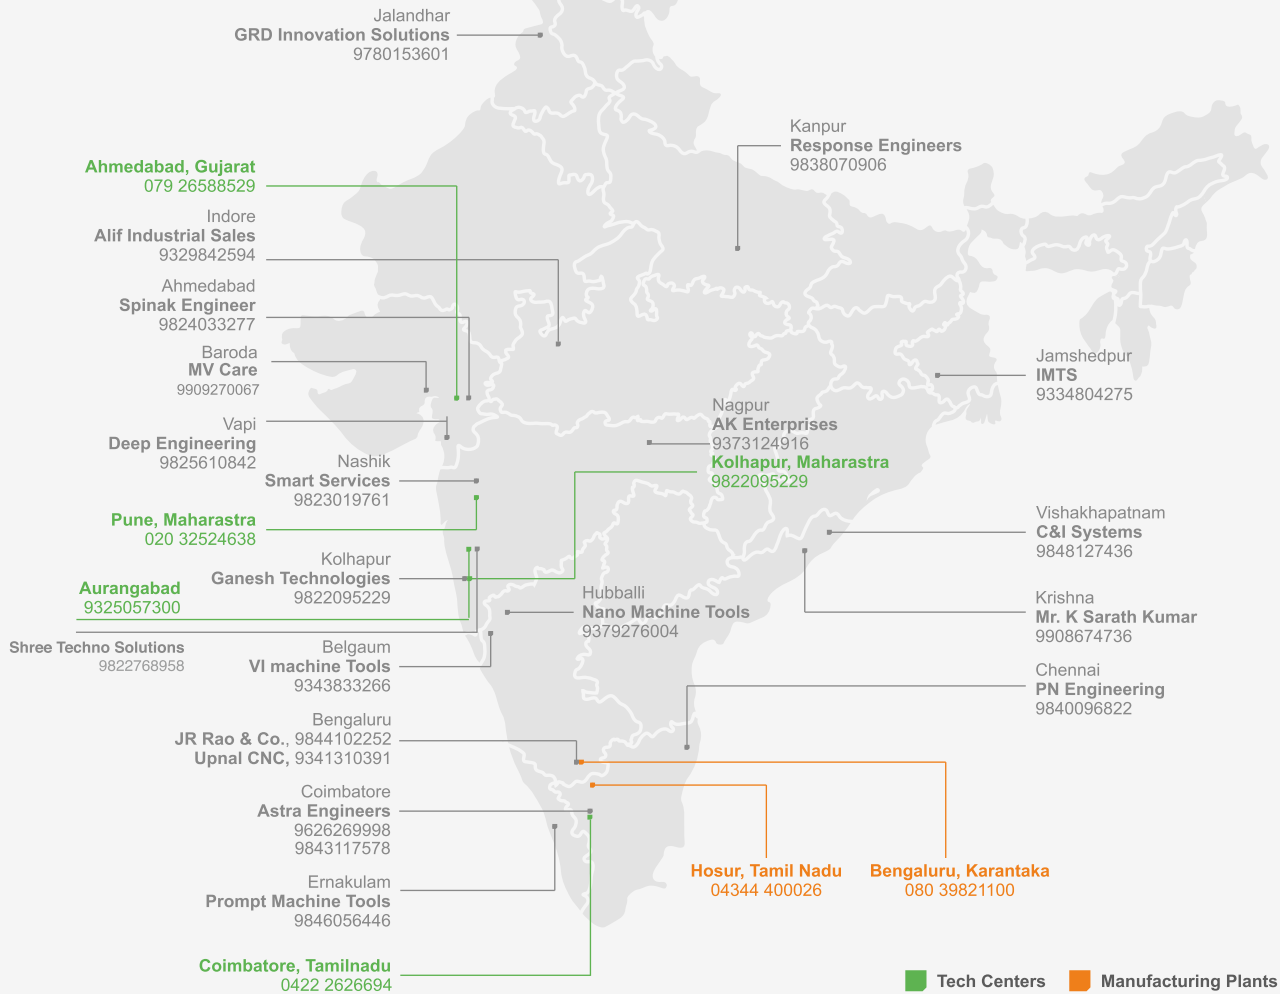 Jalandhar
GRD Innovation Solutions
9780153601
Kanpur
Response Engineers
9838070906
Ahmedabad, Gujarat
079 26588529
Indore
Alif Industrial Sales
9329842594
Ahmedabad
Spinak Engineer
9824033277
Baroda
MV Care
9909270067
Vapi
Deep Engineering
9825610842
Nashik
Smart Services
9823019761
Pune, Maharastra
020 32524638
Kolhapur
Ganesh Technologies
9822095229
Aurangabad
9325057300
Shree Techno Solutions
9822768958
Belgaum
VI machine Tools
9343833266
Bengaluru
JR Rao & Co., 9844102252
Upnal CNC, 9341310391
Coimbatore
Astra Engineers
9626269998
9843117578
Ernakulam
Prompt Machine Tools
9846056446
Coimbatore, Tamilnadu
0422 2626694
Nagpur
AK Enterprises
9373124916
Kolhapur, Maharastra
9822095229
Hubballi
Nano Machine Tools
9379276004
Jamshedpur
IMTS
9334804275
Vishakhapatnam
C&I Systems
9848127436
Krishna
Mr. K Sarath Kumar
9908674736
Chennai
PN Engineering
9840096822
Hosur, Tamil Nadu
04344 400026
Bengaluru, Karantaka
080 39821100
Tech Centers
Manufacturing Plants